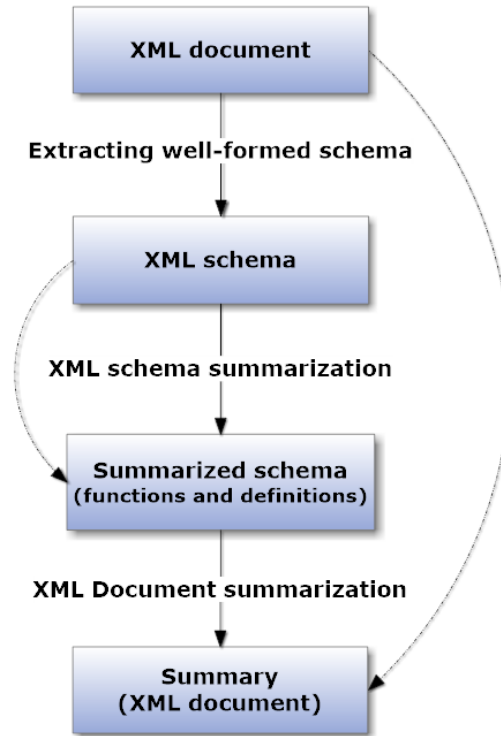 XML document
Extracting well-formed schema
XML schema
XML schema summarization
Summarized schema
(functions and definitions)
XML Document summarization
Summary
(XML document)